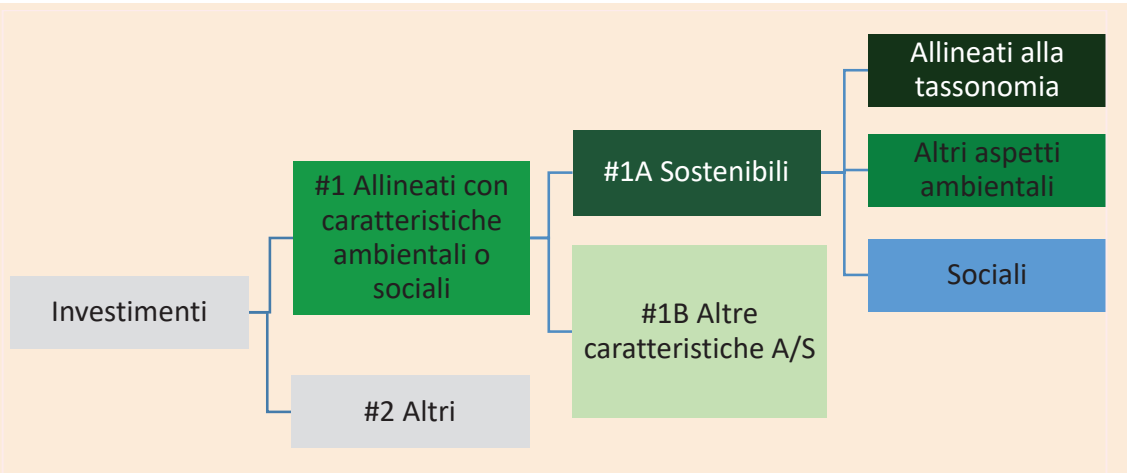 Investimenti
#1 Allineati con
caratteristiche
ambientali o
sociali
#2 Altri
#1A Sostenibili
#1B Altre
caratteristiche A/S
Allineati alla
tassonomia
Altri aspetti
ambientali
Sociali